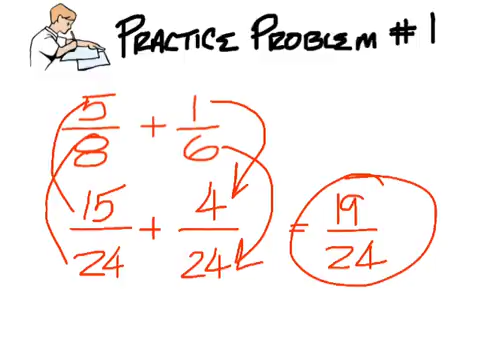 PRACTICE PROBLEM #1
5/8 + 1/6
15/24 + 4/24 = 19/24